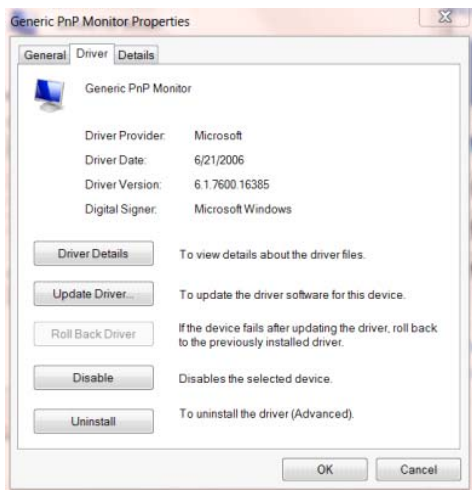 Generic PnP Monitor Properties
General Driver Details
Generic PnP Monitor
Driver Provider: Microsoft
Driver Date: 6/21/2006
Driver Version: 6.1.7600.16385
Digital Signer: Microsoft Windows
Driver Details To view details about the driver files.
Update Driver... To update the driver software for this device.
Roll Back Driver If the device fails after updating the driver, roll back
to the previously installed driver.
Disable Disables the selected device.
Uninstall To uninstall the driver (Advanced).
OK Cancel